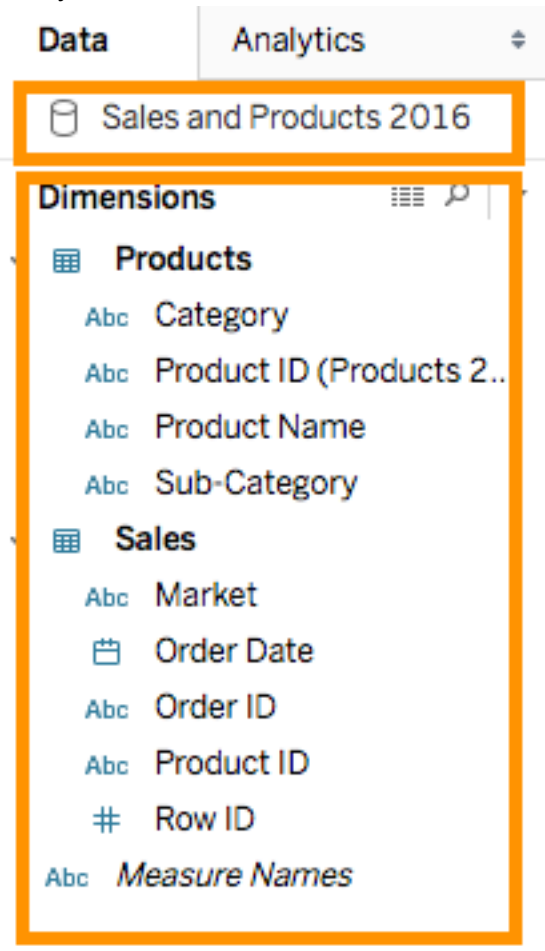 Data Analytics
Sales and Products 2016
Dimensions
Products
Abc Category
Abc Product ID (Products 2..
Abc Product Name
Abc Sub-Category
Sales
Abc Market
Order Date
Abc Order ID
Abc Product ID
# Row ID
Abc Measure Names